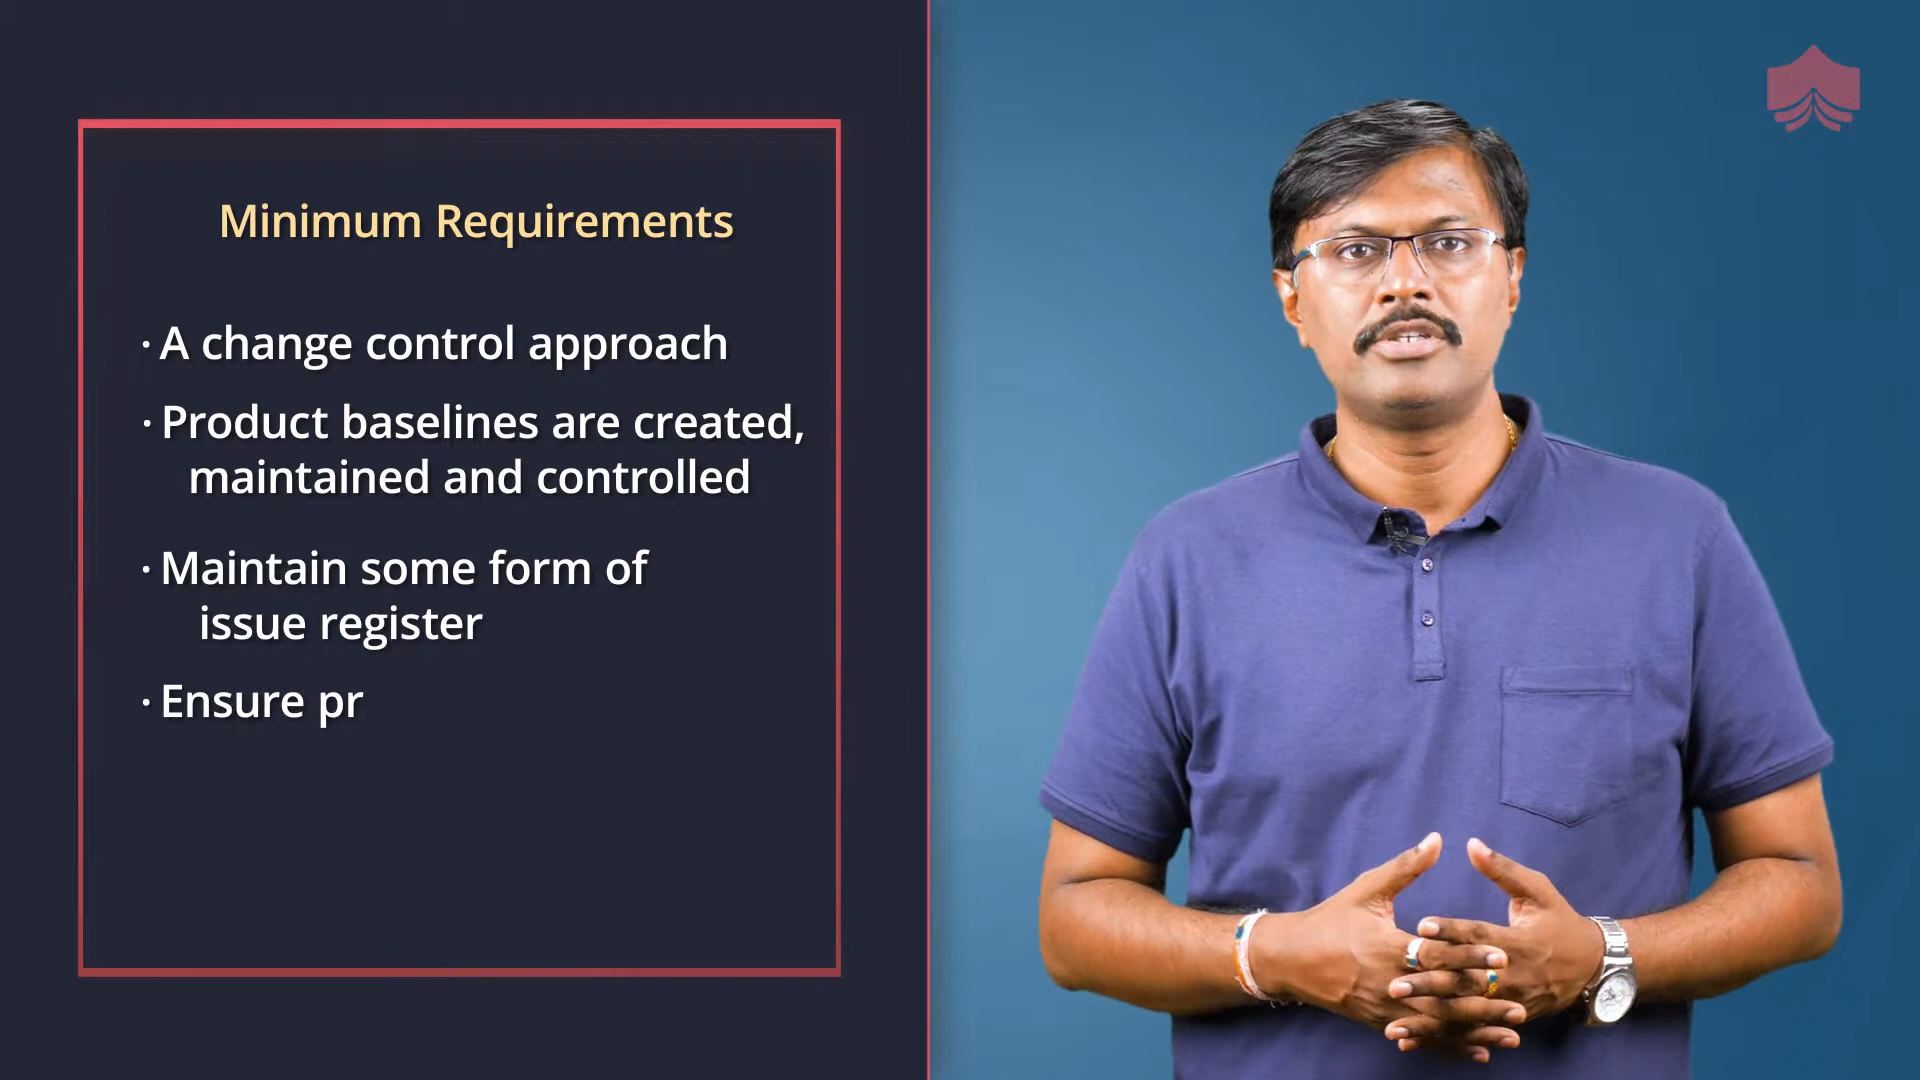 Minimum Requirements
· A change control approach
· Product baselines are created,
maintained and controlled
· Maintain some form of
issue register
· Ensure pr